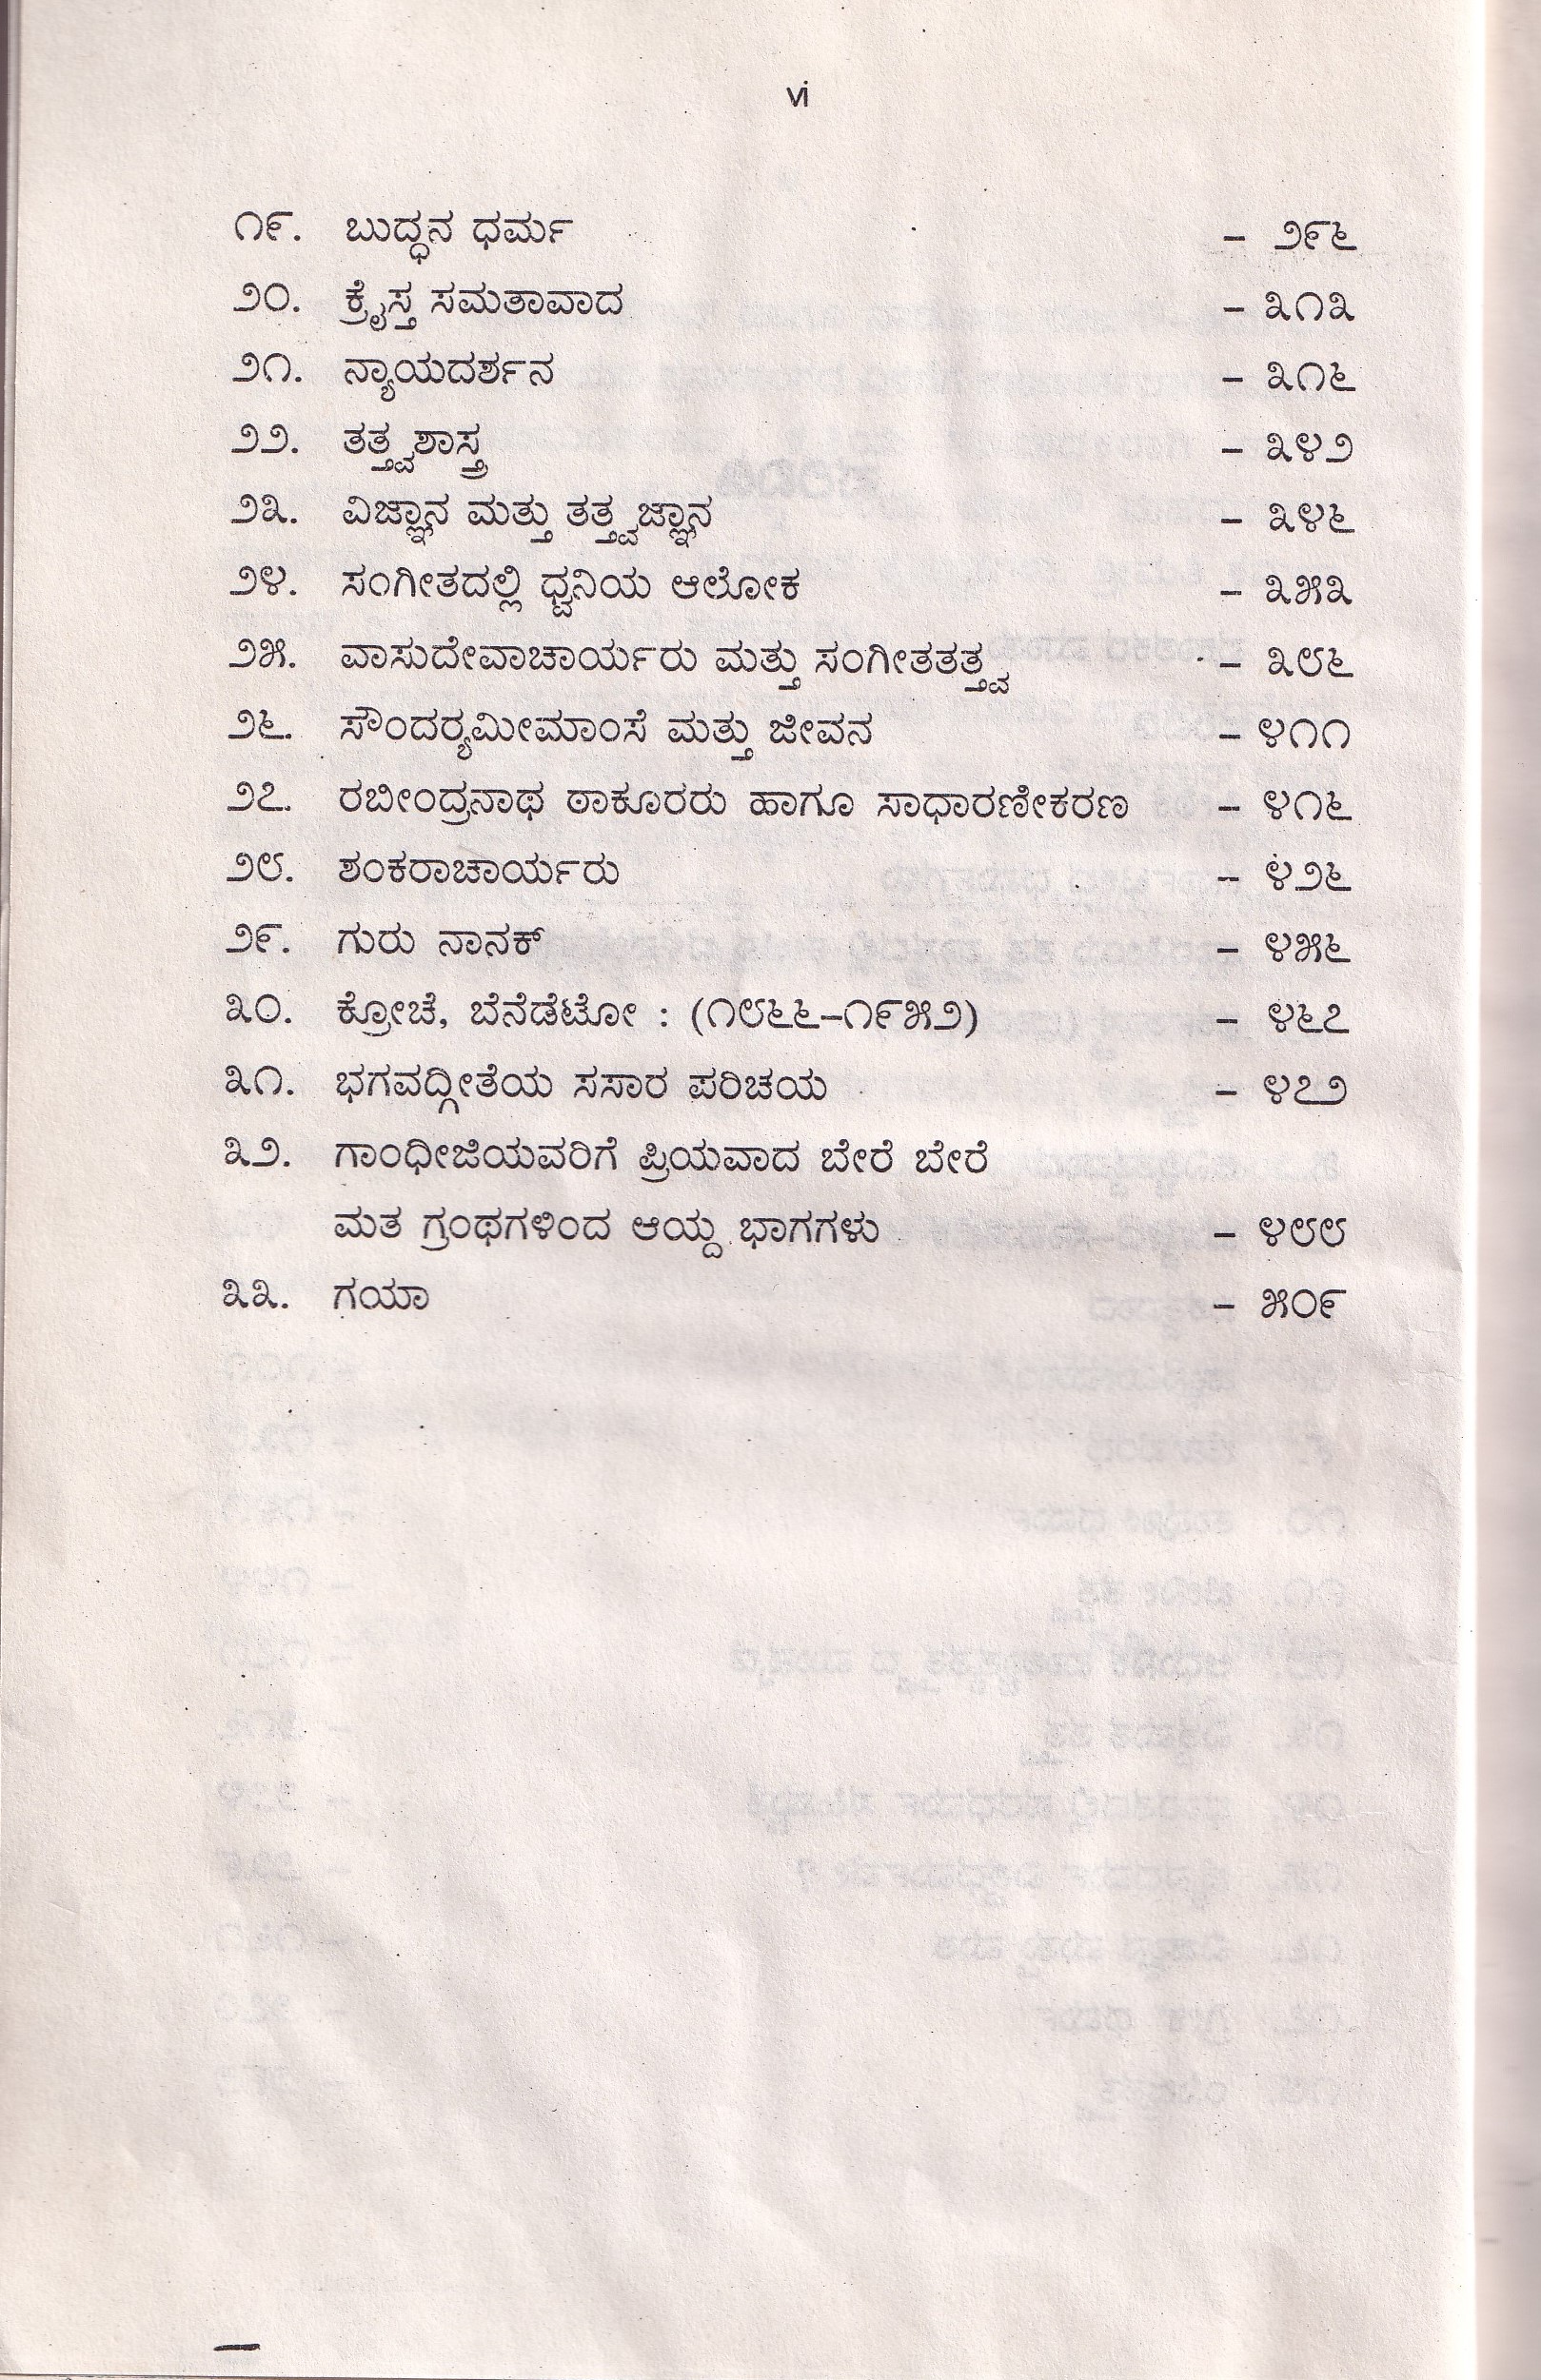 vi
೧೯. ಬುದ್ಧನ ಧರ್ಮ – ೨೯೬
೨೦. ಕ್ರೈಸ್ತ ಸಮತಾವಾದ – ೩೧೩
೨೧. ನ್ಯಾಯದರ್ಶನ – ೩೧೬
೨೨. ತತ್ತ್ವಶಾಸ್ತ್ರ – ೩೪೨
೨೩. ವಿಜ್ಞಾನ ಮತ್ತು ತತ್ತ್ವಜ್ಞಾನ – ೩೪೬
೨೪. ಸಂಗೀತದಲ್ಲಿ ಧ್ವನಿಯ ಆಲೋಕ – ೩೫೩
೨೫. ವಾಸುದೇವಾಚಾರ್ಯರು ಮತ್ತು ಸಂಗೀತತತ್ತ್ವ – ೩೮೬
೨೬. ಸೌಂದರ‍್ಯಮೀಮಾಂಸೆ ಮತ್ತು ಜೀವನ – ೪೧೧
೨೭. ರಬೀಂದ್ರನಾಥ ಠಾಕೂರರು ಹಾಗೂ ಸಾಧಾರಣೀಕರಣ – ೪೧೬
೨೮. ಶಂಕರಾಚಾರ್ಯರು – ೪೨೬
೨೯. ಗುರು ನಾನಕ್ – ೪೫೬
೩೦. ಕ್ರೋಚೆ, ಬೆನೆಡೆಟೋ : (೧೮೬೬–೧೯೫೨) – ೪೬೭
೩೧. ಭಗವದ್ಗೀತೆಯ ಸಸಾರ ಪರಿಚಯ – ೪೭೨
೩೨. ಗಾಂಧೀಜಿಯವರಿಗೆ ಪ್ರಿಯವಾದ ಬೇರೆ ಬೇರೆ
ಮತ ಗ್ರಂಥಗಳಿಂದ ಆಯ್ದ ಭಾಗಗಳು – ೪೮೮
೩೩. ಗಯಾ – ೫೦೯